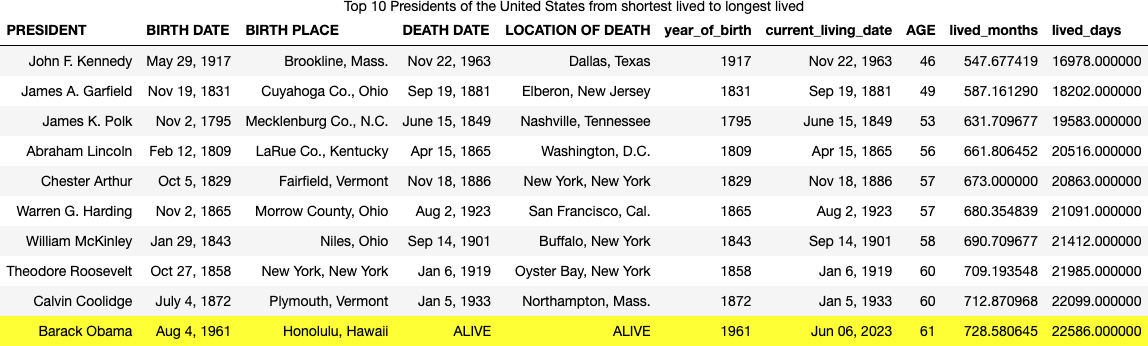 Top 10 Presidents of the United States from shortest lived to longest lived
PRESIDENT BIRTH DATE BIRTH PLACE DEATH DATE LOCATION OF DEATH year_of_birth current_living_date AGE lived_months lived_days
John F. Kennedy May 29, 1917 Brookline, Mass. Nov 22, 1963 Dallas, Texas 1917 Nov 22, 1963 46 547.677419 16978.000000
James A. Garfield Nov 19, 1831 Cuyahoga Co., Ohio Sep 19, 1881 Elberon, New Jersey 1831 Sep 19, 1881 49 587.161290 18202.000000
James K. Polk Nov 2, 1795 Mecklenburg Co., N.C. June 15, 1849 Nashville, Tennessee 1795 June 15, 1849 53 631.709677 19583.000000
Abraham Lincoln Feb 12, 1809 LaRue Co., Kentucky Apr 15, 1865 Washington, D.C. 1809 Apr 15, 1865 56 661.806452 20516.000000
Chester Arthur Oct 5, 1829 Fairfield, Vermont Nov 18, 1886 New York, New York 1829 Nov 18, 1886 57 673.000000 20863.000000
Warren G. Harding Nov 2, 1865 Morrow County, Ohio Aug 2, 1923 San Francisco, Cal. 1865 Aug 2, 1923 57 680.354839 21091.000000
William McKinley Jan 29, 1843 Niles, Ohio Sep 14, 1901 Buffalo, New York 1843 Sep 14, 1901 58 690.709677 21412.000000
Theodore Roosevelt Oct 27, 1858 New York, New York Jan 6, 1919 Oyster Bay, New York 1858 Jan 6, 1919 60 709.193548 21985.000000
Calvin Coolidge July 4, 1872 Plymouth, Vermont Jan 5, 1933 Northampton, Mass. 1872 Jan 5, 1933 60 712.870968 22099.000000
Barack Obama Aug 4, 1961 Honolulu, Hawaii ALIVE ALIVE 1961 Jun 06, 2023 61 728.580645 22586.000000